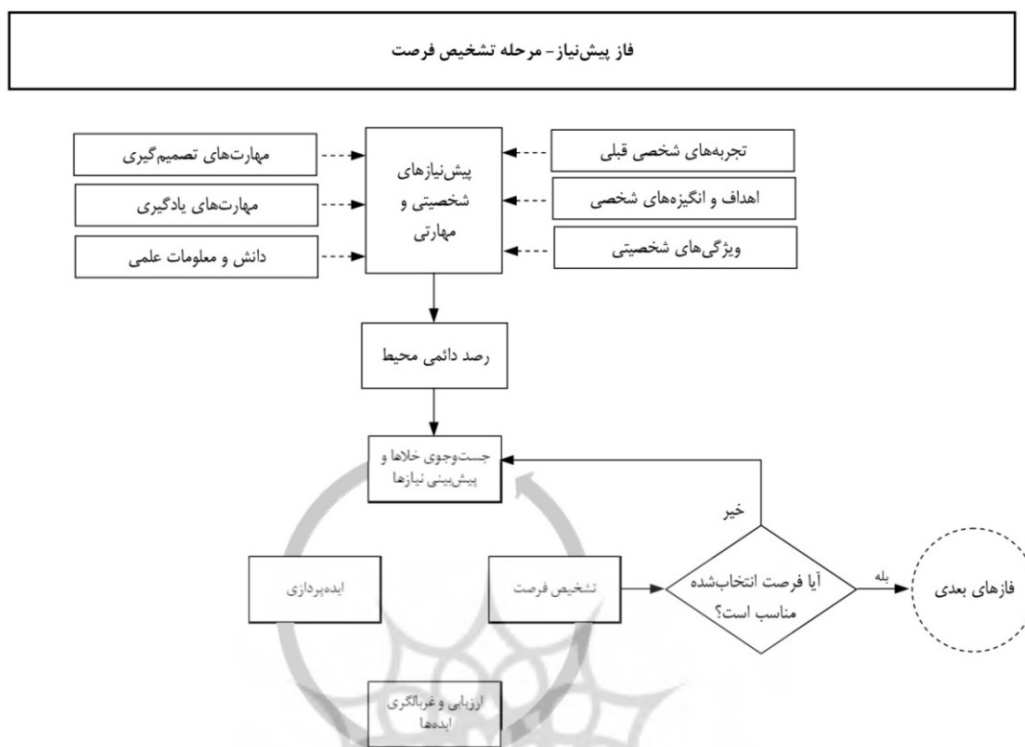 فاز پیش‌نیاز – مرحله تشخیص فرصت
تجربه‌های شخصی قبلی
اهداف و انگیزه‌های شخصی
ویژگی‌های شخصیتی
پیش‌نیازهای
شخصیتی و
مهارتی
مهارت‌های تصمیم‌گیری
مهارت‌های یادگیری
دانش و معلومات علمی
رصد دائمی محیط
جست‌وجوی خلاها و
پیش‌بینی نیازها
ایده‌پردازی
ارزیابی و غربالگری
ایده‌ها
تشخیص فرصت
آیا فرصت انتخاب‌شده
مناسب است؟
خیر
بله
فازهای بعدی